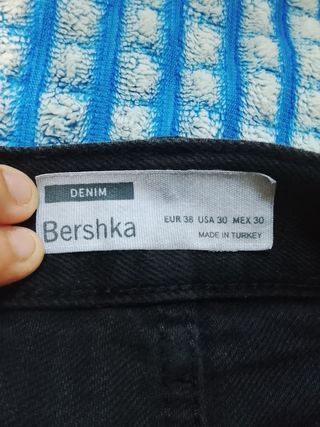 DENIM
Bershka
EUR 38 USA 30 MEX 30
MADE IN TURKEY